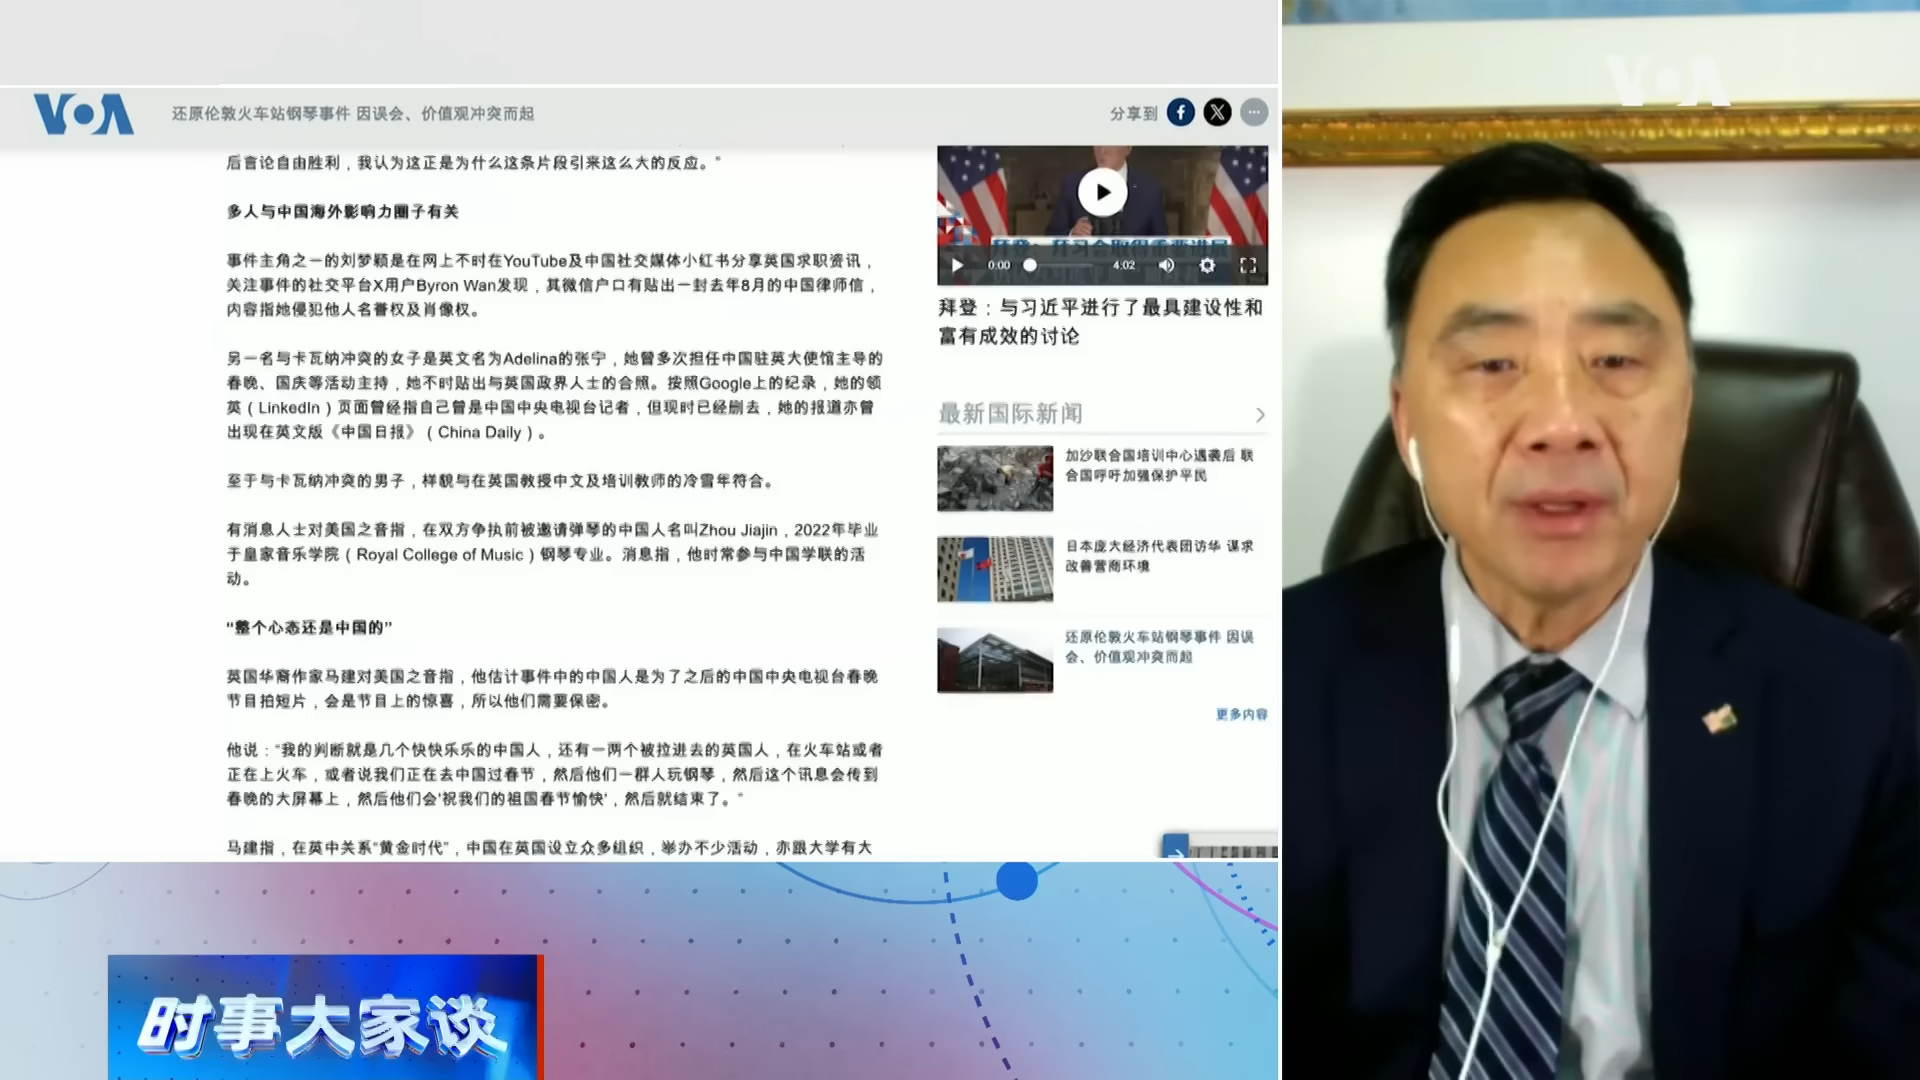 VOA
还原伦敦火车站钢琴事件 因误会、价值观冲突而起
分享到
后言论自由胜利，我认为这正是为什么这条片段引来这么大的反应。”
多人与中国海外影响力圈子有关
事件主角之一的刘梦颖是在网上不时在YouTube及中国社交媒体小红书分享英国求职资讯，
关注事件的社交平台X用户Byron Wan发现，其微信户口有贴出一封去年8月的中国律师信，
内容指她侵犯他人名誉权及肖像权。
另一名与卡瓦纳冲突的女子是英文名为Adelina的张宁，她曾多次担任中国驻英大使馆主导的
春晚、国庆等活动主持，她不时贴出与英国政界人士的合照。按照Google上的纪录，她的领
英（LinkedIn）页面曾经指自己曾是中国中央电视台记者，但现时已经删去，她的报道亦曾
出现在英文版《中国日报》（China Daily）。
至于与卡瓦纳冲突的男子，样貌与在英国教授中文及培训教师的冷雪年符合。
有消息人士对美国之音指，在双方争执前被邀请弹琴的中国人名叫Zhou Jiajin，2022年毕业
于皇家音乐学院（Royal College of Music）钢琴专业。消息指，他时常参与中国学联的活
动。
“整个心态还是中国的”
英国华裔作家马建对美国之音指，他估计事件中的中国人是为了之后的中国中央电视台春晚
节目拍短片，会是节目上的惊喜，所以他们需要保密。
他说：“我的判断就是几个快快乐乐的中国人，还有一两个被拉进去的英国人，在火车站或者
正在上火车，或者说我们正在去中国过春节，然后他们一群人玩钢琴，然后这个讯息会传到
春晚的大屏幕上，然后他们会‘祝我们的祖国春节愉快’，然后就结束了。“
马建指，在英中关系“黄金时代”，中国在英国设立众多组织，举办不少活动，亦跟大学有大
0:00
4:02
拜登：与习近平进行了最具建设性和
富有成效的讨论
最新国际新闻
加沙联合国培训中心遇袭后 联
合国呼吁加强保护平民
日本庞大经济代表团访华 谋求
改善营商环境
还原伦敦火车站钢琴事件 因误
会、价值观冲突而起
更多内容
时事大家谈
VOA